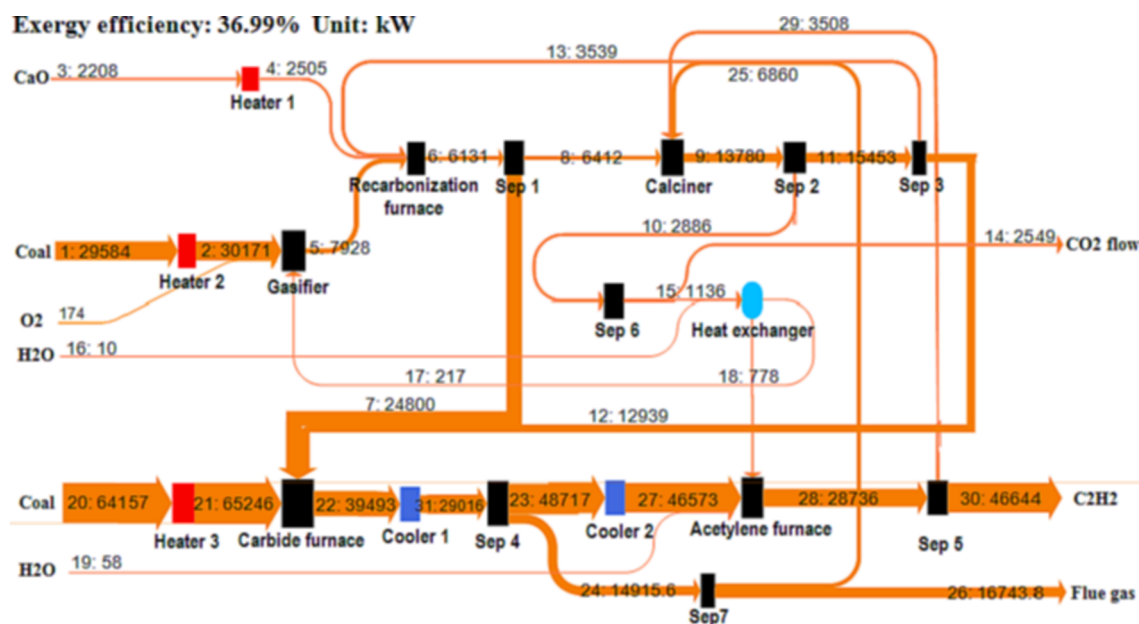 Exergy efficiency: 36.99% Unit: kW
29: 3508
13: 3539
CaO 3: 2208
4: 2505
25: 6860
Heater 1
6: 6131
8: 6412
9: 13780
11: 15453
Recarbonization
furnace
Sep 1
Calciner
Sep 2
Sep 3
10: 2886
14: 2549
CO2 flow
Coal
1: 29584
2: 30171
5: 7928
Heater 2
Gasifier
15: 1136
O2
174
Sep 6
Heat exchanger
H2O
16: 10
17: 217
18: 778
7: 24800
12: 12939
Coal
20: 64157
21: 65246
22: 39493
31: 29016
23: 48717
27: 46573
28: 28736
30: 46644
C2H2
Heater 3
Carbide furnace
Cooler 1
Sep 4
Cooler 2
Acetylene furnace
Sep 5
H2O
19: 58
24: 14915.6
26: 16743.8
Flue gas
Sep7